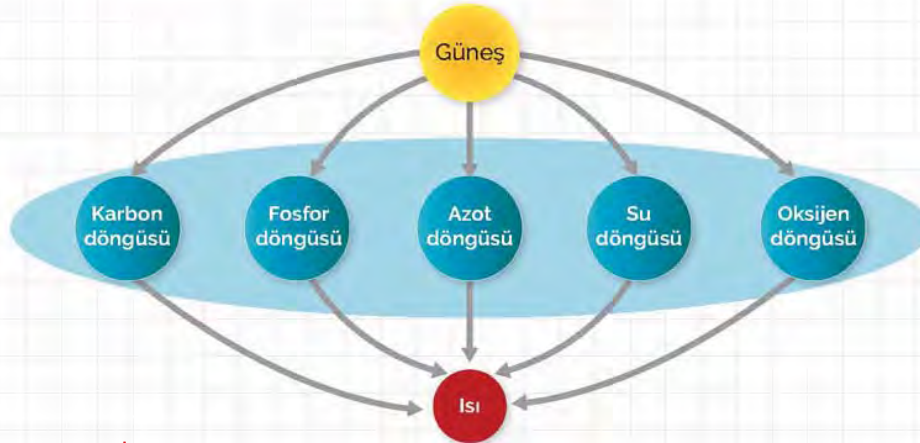 Güneş
Karbon
döngüsü
Fosfor
döngüsü
Azot
döngüsü
Su
döngüsü
Oksijen
döngüsü
Isı